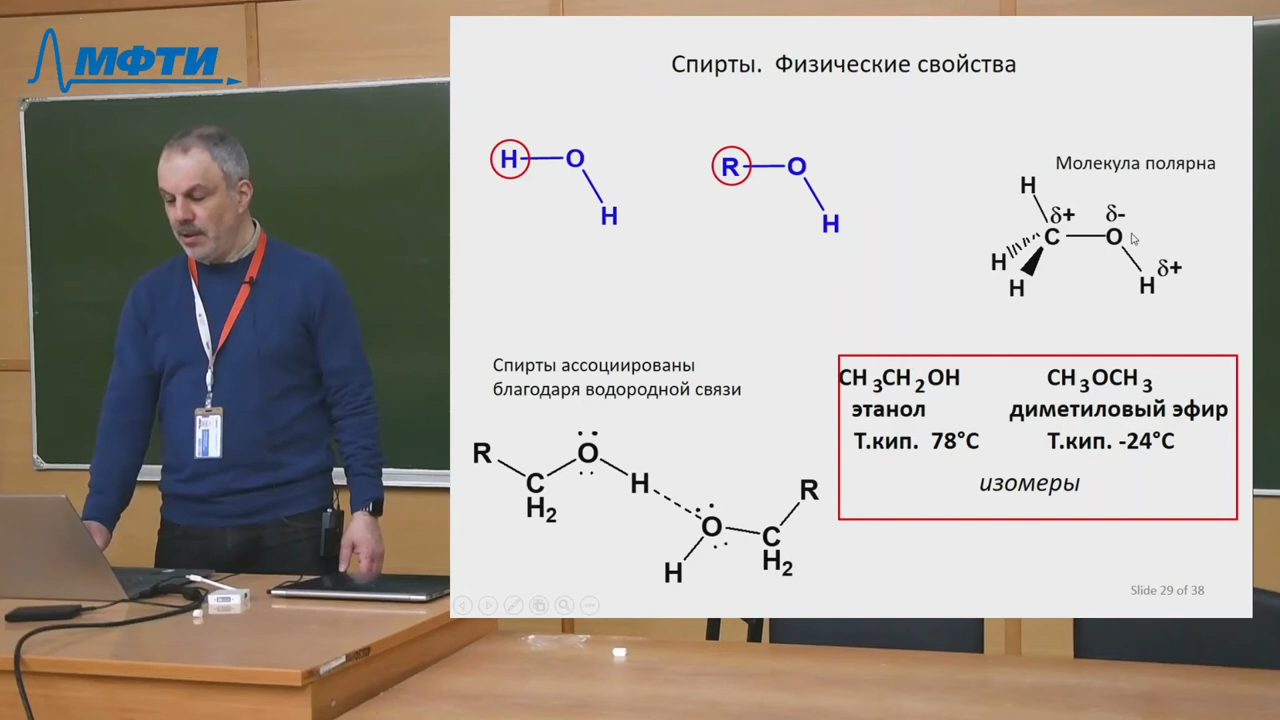 МФТИ
Спирты. Физические свойства
H O
H
R O
H
Молекула полярна
H
δ+ δ-
C O
H
H
H δ+
Спирты ассоциированы
благодаря водородной связи
R O
C H
H2
O R
C
H H2
CH3CH2OH CH3OCH3
этанол диметиловый эфир
Т.кип. 78°C Т.кип. -24°C
изомеры
Slide 29 of 38